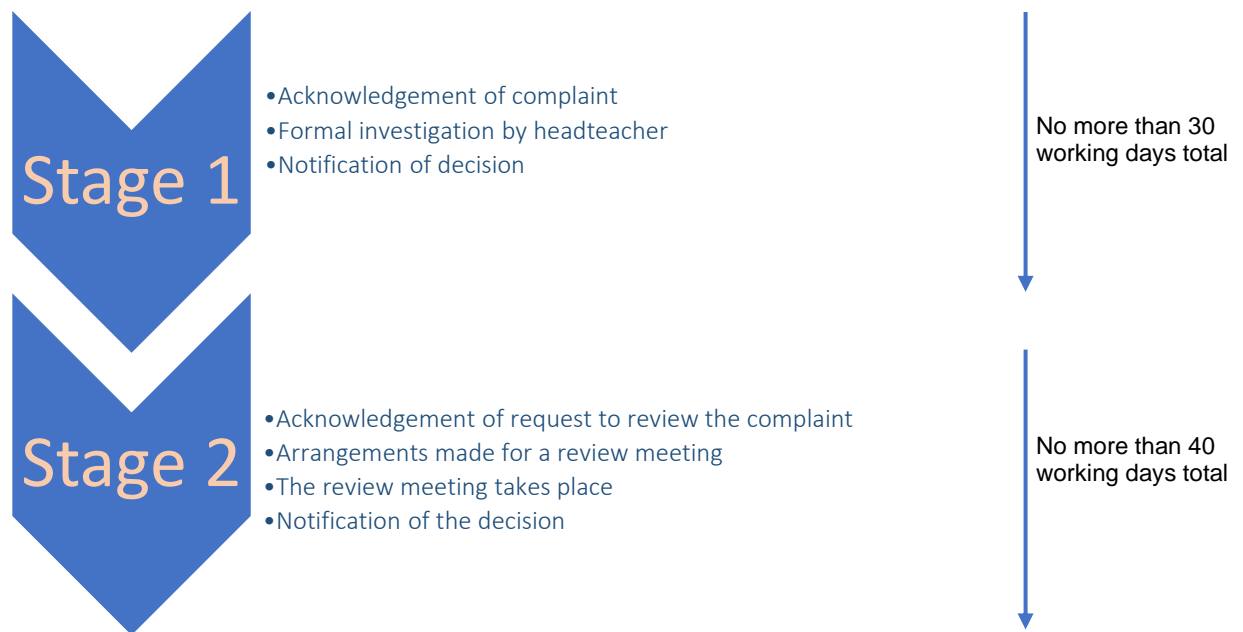 Stage 1
•Acknowledgement of complaint
•Formal investigation by headteacher
•Notification of decision
No more than 30
working days total
Stage 2
•Acknowledgement of request to review the complaint
•Arrangements made for a review meeting
•The review meeting takes place
•Notification of the decision
No more than 40
working days total